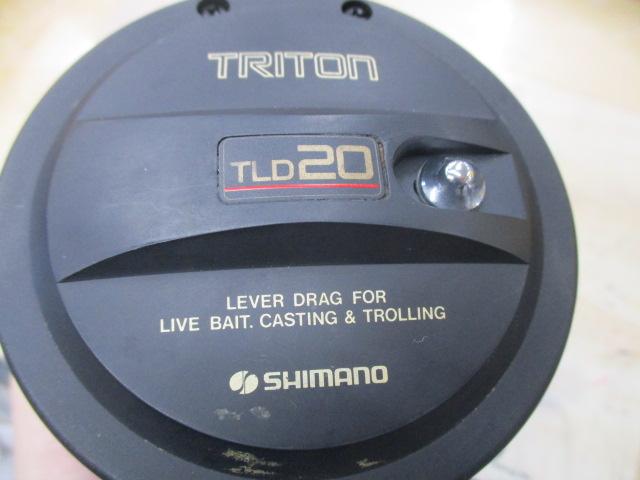 TRITON
TLD20
LEVER DRAG FOR
LIVE BAIT. CASTING & TROLLING
SHIMANO